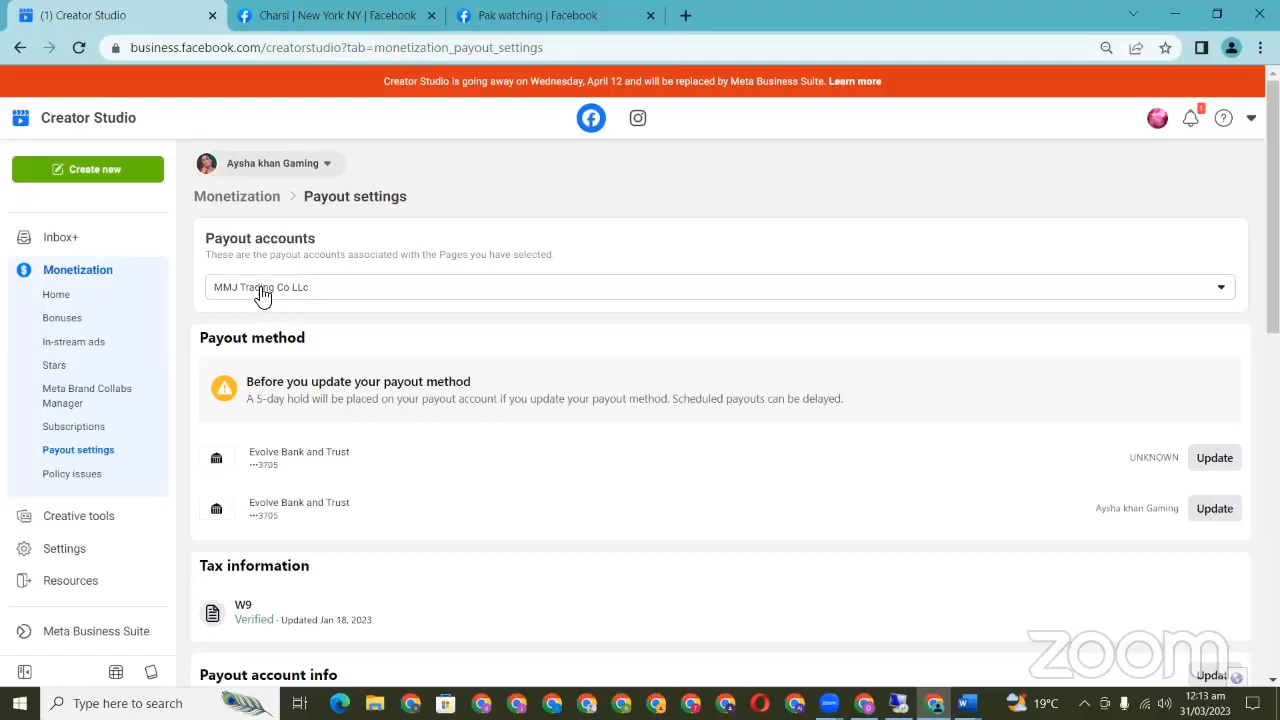 (1) Creator Studio
Charsi | New York NY | Facebook
Pak watching | Facebook
business.facebook.com/creatorstudio?tab=monetization_payout_settings
Creator Studio is going away on Wednesday, April 12 and will be replaced by Meta Business Suite. Learn more
Creator Studio
1
Create new
Inbox+
Monetization
Home
Bonuses
In-stream ads
Stars
Meta Brand Collabs
Manager
Subscriptions
Payout settings
Policy issues
Creative tools
Settings
Resources
Meta Business Suite
Aysha khan Gaming
Monetization > Payout settings
Payout accounts
These are the payout accounts associated with the Pages you have selected.
MMJ Trading Co LLc
Payout method
Before you update your payout method
A 5-day hold will be placed on your payout account if you update your payout method. Scheduled payouts can be delayed.
Evolve Bank and Trust
•••3705
UNKNOWN
Update
Evolve Bank and Trust
•••3705
Aysha khan Gaming
Update
Tax information
W9
Verified · Updated Jan 18, 2023
Payout account info
zoom
Type here to search
zoom
19°C
12:13 am
31/03/2023